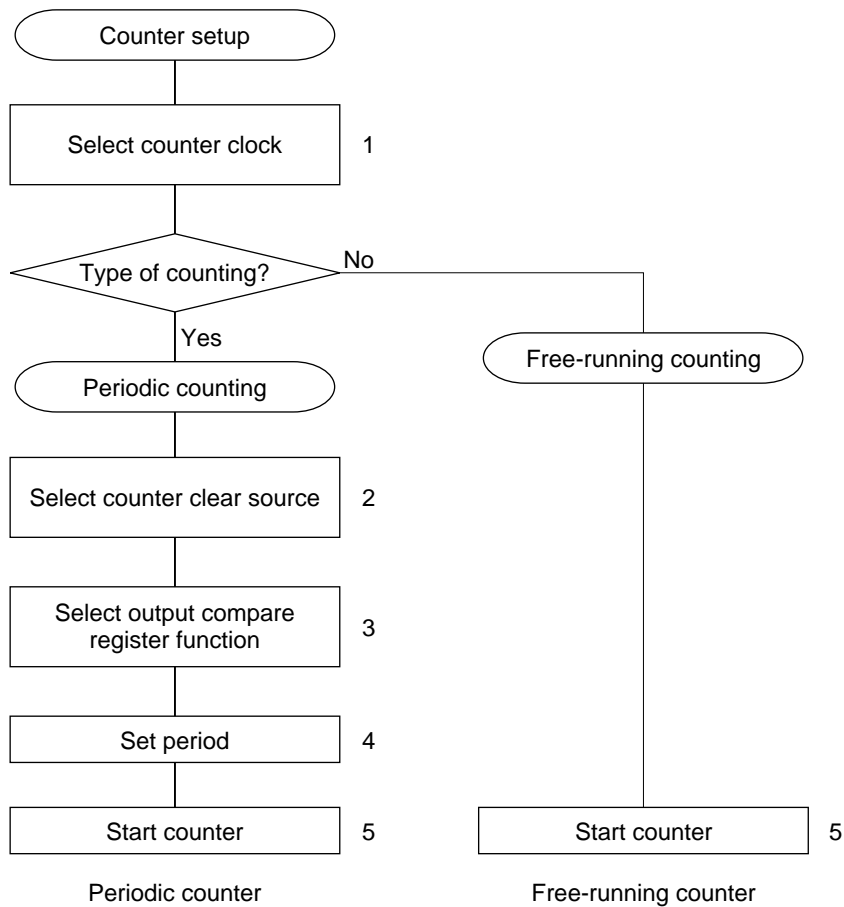 Counter setup
Select counter clock
1
Type of counting?
No
Yes
Periodic counting
Free-running counting
Select counter clear source
2
Select output compare
register function
3
Set period
4
Start counter
5
Start counter
5
Periodic counter
Free-running counter